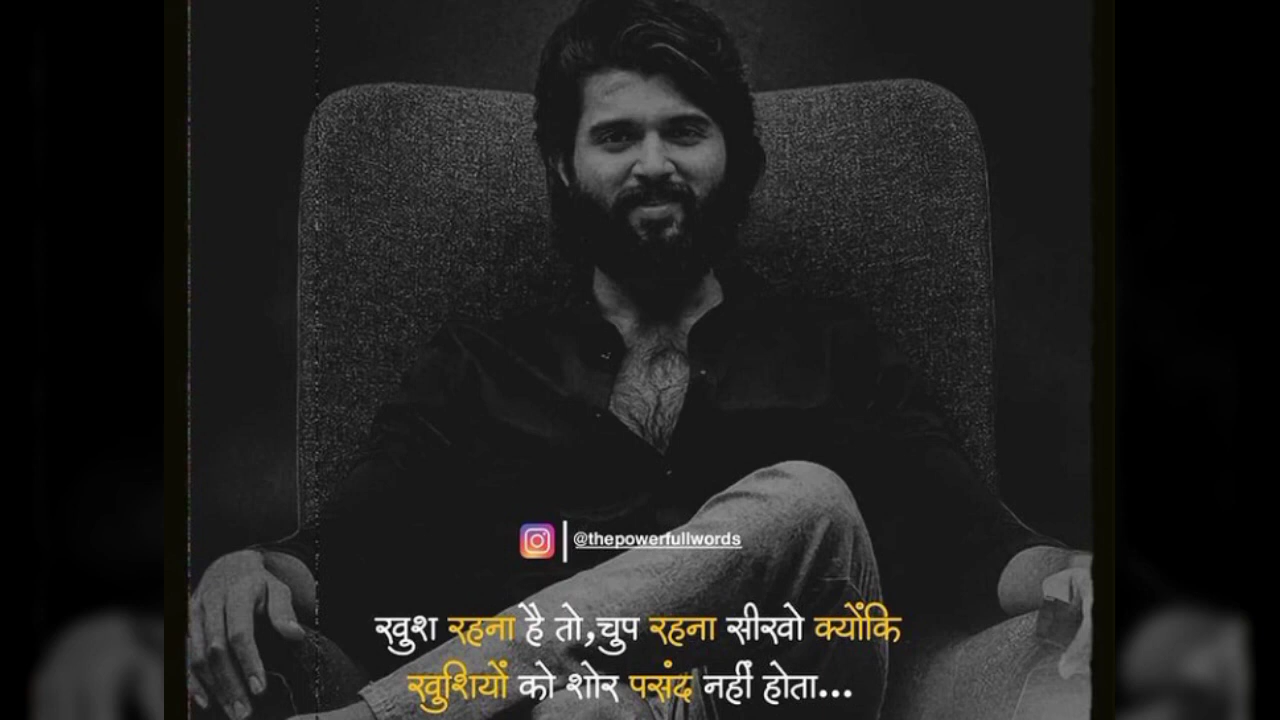 @thepowerfullwords
खुश रहना है तो,चुप रहना सीखो क्योंकि
खुशियों को शोर पसंद नहीं होता...